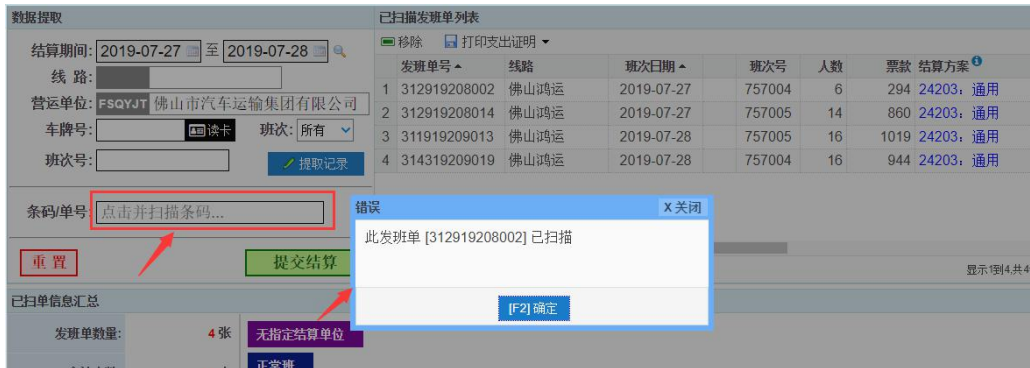 数据提取
结算期间: 2019-07-27 至 2019-07-28
线 路:
营运单位: FSQYJT 佛山市汽车运输集团有限公司
车牌号: 读卡 班次: 所有
班次号: 提取记录
条码/单号: 点击并扫描条码...
重 置 提交结算
已扫描发班单列表
移除 打印支出证明
发班单号 线路 班次日期 班次号 人数 票款 结算方案
1 312919208002 佛山鸿运 2019-07-27 757004 6 294 24203：通用
2 312919208014 佛山鸿运 2019-07-27 757005 14 860 24203：通用
3 311919209013 佛山鸿运 2019-07-28 757005 16 1019 24203：通用
4 314319209019 佛山鸿运 2019-07-28 757004 16 944 24203：通用
错误 X 关闭
此发班单 [312919208002] 已扫描
[F2] 确定
显示1到4,共4
已扫单信息汇总
发班单数量: 4 张 无指定结算单位
正常班